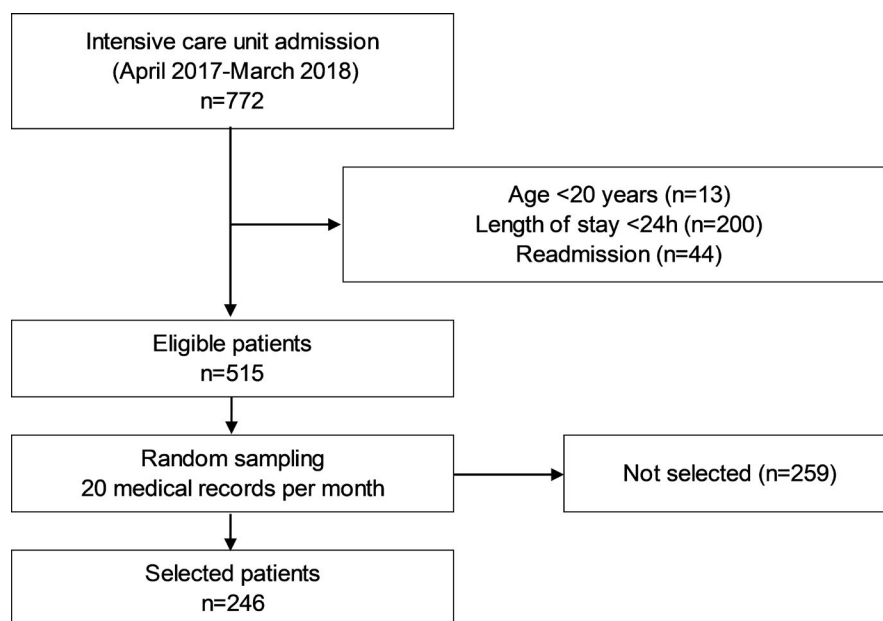 Intensive care unit admission
(April 2017-March 2018)
n=772
Age <20 years (n=13)
Length of stay <24h (n=200)
Readmission (n=44)
Eligible patients
n=515
Random sampling
20 medical records per month
Not selected (n=259)
Selected patients
n=246